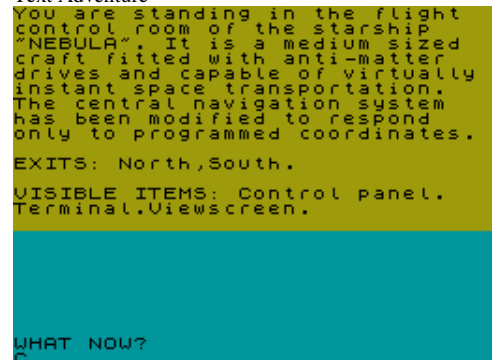 Text Adventure
You are standing in the flight
control room of the starship
"NEBULA". It is a medium sized
craft fitted with anti-matter
drives and capable of virtually
instant space transportation.
The central navigation system
has been modified to respond
only to programmed coordinates.
EXITS: North,South.
VISIBLE ITEMS: Control panel.
Terminal.Viewscreen.
WHAT NOW?